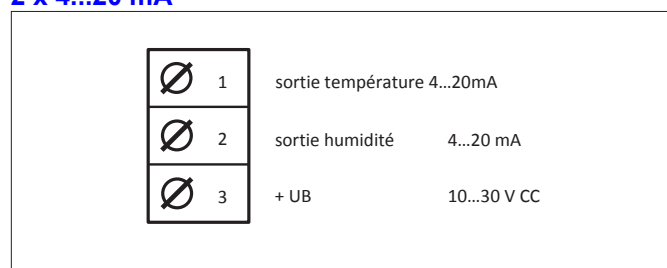 2 x 4...20 mA
1 sortie température 4...20mA
2 sortie humidité 4...20 mA
3 + UB 10...30 V CC